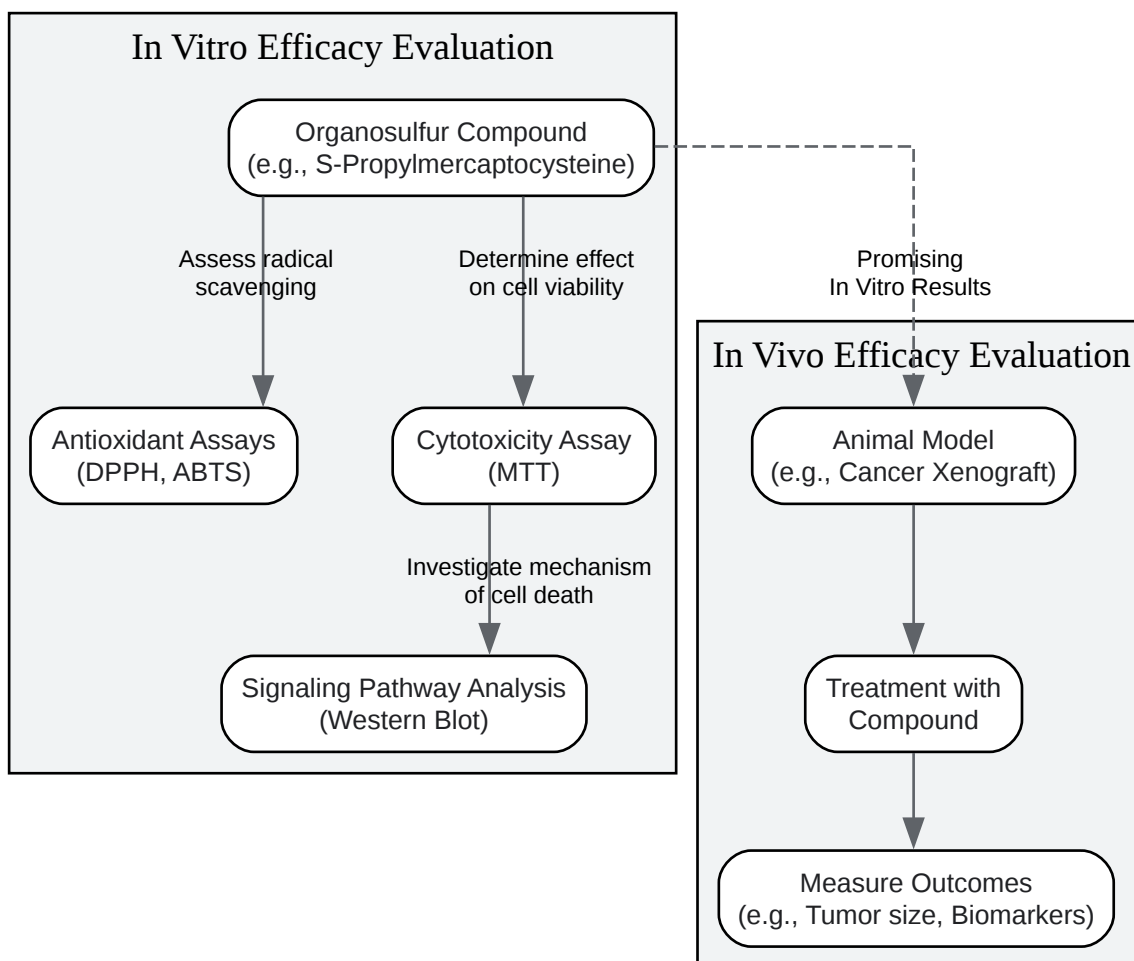 In Vitro Efficacy Evaluation
Organosulfur Compound
(e.g., S-Propylmercaptocysteine)
Assess radical
scavenging
Determine effect
on cell viability
Promising
In Vitro Results
Antioxidant Assays
(DPPH, ABTS)
Cytotoxicity Assay
(MTT)
Investigate mechanism
of cell death
Signaling Pathway Analysis
(Western Blot)
In Vivo Efficacy Evaluation
Animal Model
(e.g., Cancer Xenograft)
Treatment with
Compound
Measure Outcomes
(e.g., Tumor size, Biomarkers)